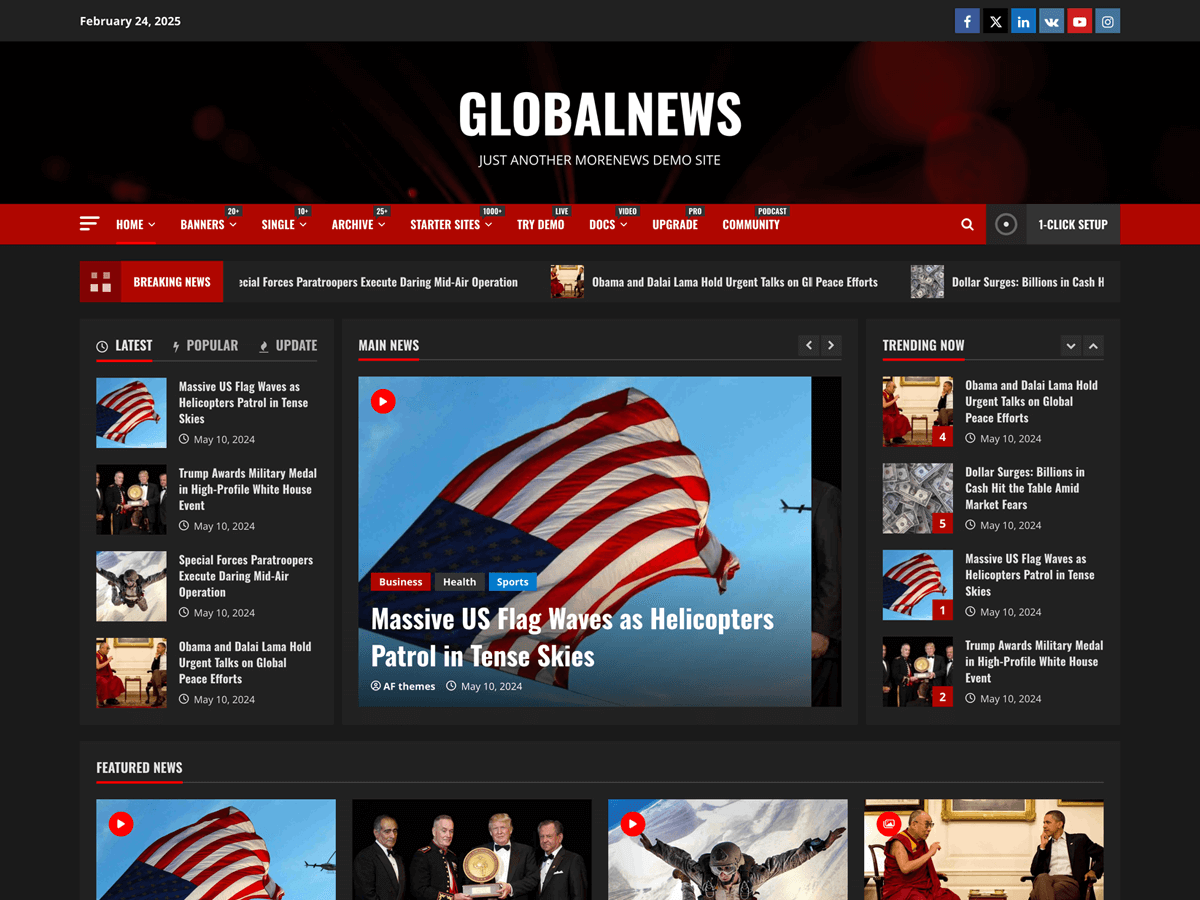 February 24, 2025
GLOBALNEWS
JUST ANOTHER MORENEWS DEMO SITE
20+ 10+ 25+ 1000+ LIVE VIDEO PRO PODCAST
HOME BANNERS SINGLE ARCHIVE STARTER SITES TRY DEMO DOCS UPGRADE COMMUNITY 1-CLICK SETUP
BREAKING NEWS Forces Paratroopers Execute Daring Mid-Air Operation Obama and Dalai Lama Hold Urgent Talks on Gl Peace Efforts Dollar Surges: Billions in Cash H
LATEST POPULAR UPDATE
Massive US Flag Waves as
Helicopters Patrol in Tense
Skies
May 10, 2024
Trump Awards Military Medal
in High-Profile White House
Event
May 10, 2024
Special Forces Paratroopers
Execute Daring Mid-Air
Operation
May 10, 2024
Obama and Dalai Lama Hold
Urgent Talks on Global
Peace Efforts
May 10, 2024
MAIN NEWS
Business Health Sports
Massive US Flag Waves as Helicopters
Patrol in Tense Skies
AF themes May 10, 2024
TRENDING NOW
Obama and Dalai Lama Hold
Urgent Talks on Global
Peace Efforts
4 May 10, 2024
Dollar Surges: Billions in
Cash Hit the Table Amid
Market Fears
5 May 10, 2024
Massive US Flag Waves as
Helicopters Patrol in Tense
Skies
1 May 10, 2024
Trump Awards Military Medal
in High-Profile White House
Event
2 May 10, 2024
FEATURED NEWS